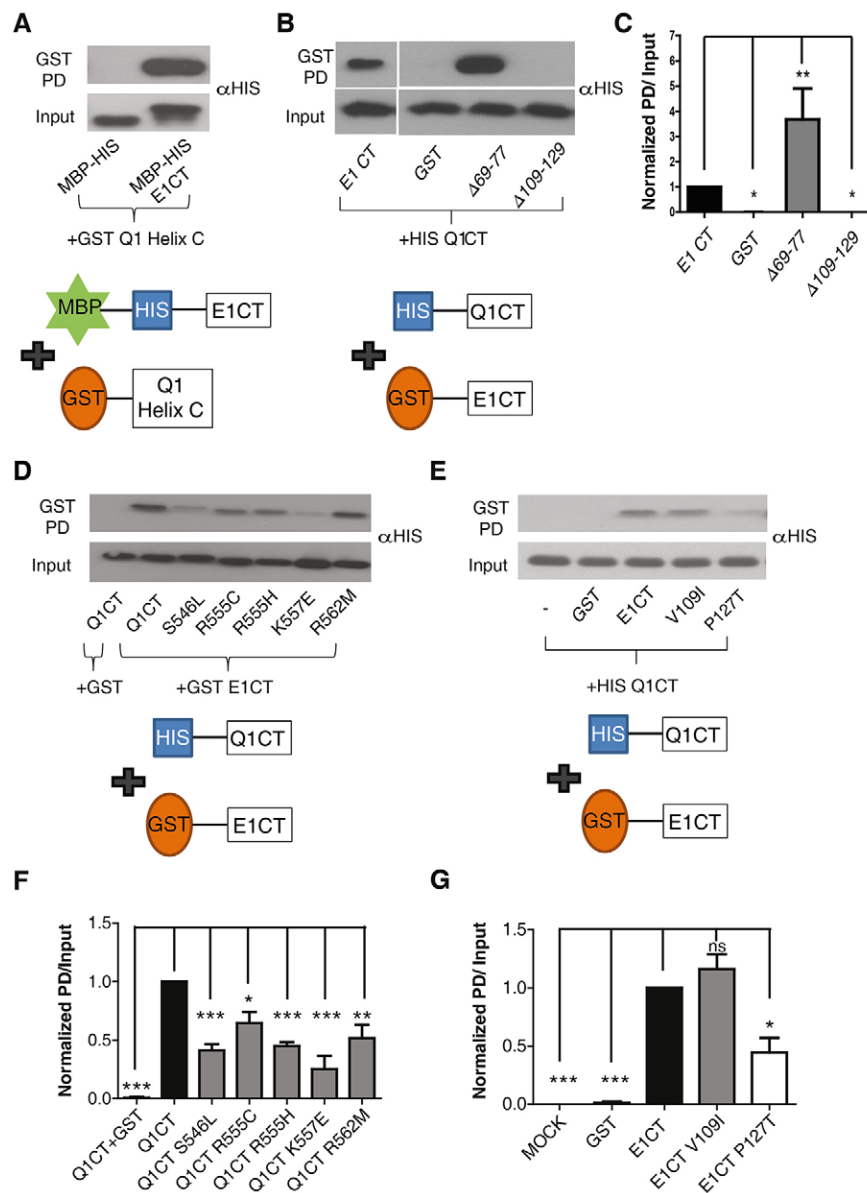 A
GST
PD
Input
αHIS
MBP-HIS
MBP-HIS
E1CT
+GST Q1 Helix C
MBP
HIS
E1CT
GST
Q1
Helix C
B
GST
PD
Input
αHIS
E1 CT
GST
Δ69-77
Δ109-129
+HIS Q1CT
HIS
Q1CT
GST
E1CT
C
Normalized PD/ Input
7
6
5
4
3
2
1
0
*
**
*
E1 CT
GST
Δ69-77
Δ109-129
D
GST
PD
Input
αHIS
Q1CT
Q1CT
S546L
R555C
R555H
K557E
R562M
+GST
+GST E1CT
HIS
Q1CT
GST
E1CT
E
GST
PD
Input
αHIS
-
GST
E1CT
V109I
P127T
+HIS Q1CT
HIS
Q1CT
GST
E1CT
F
Normalized PD/Input
1.5
1.0
0.5
0.0
***
***
*
***
***
**
Q1CT+GST
Q1CT
Q1CT S546L
Q1CT R555C
Q1CT R555H
Q1CT K557E
Q1CT R562M
G
Normalized PD/ Input
1.5
1.0
0.5
0.0
***
***
ns
*
MOCK
GST
E1CT
E1CT V109I
E1CT P127T